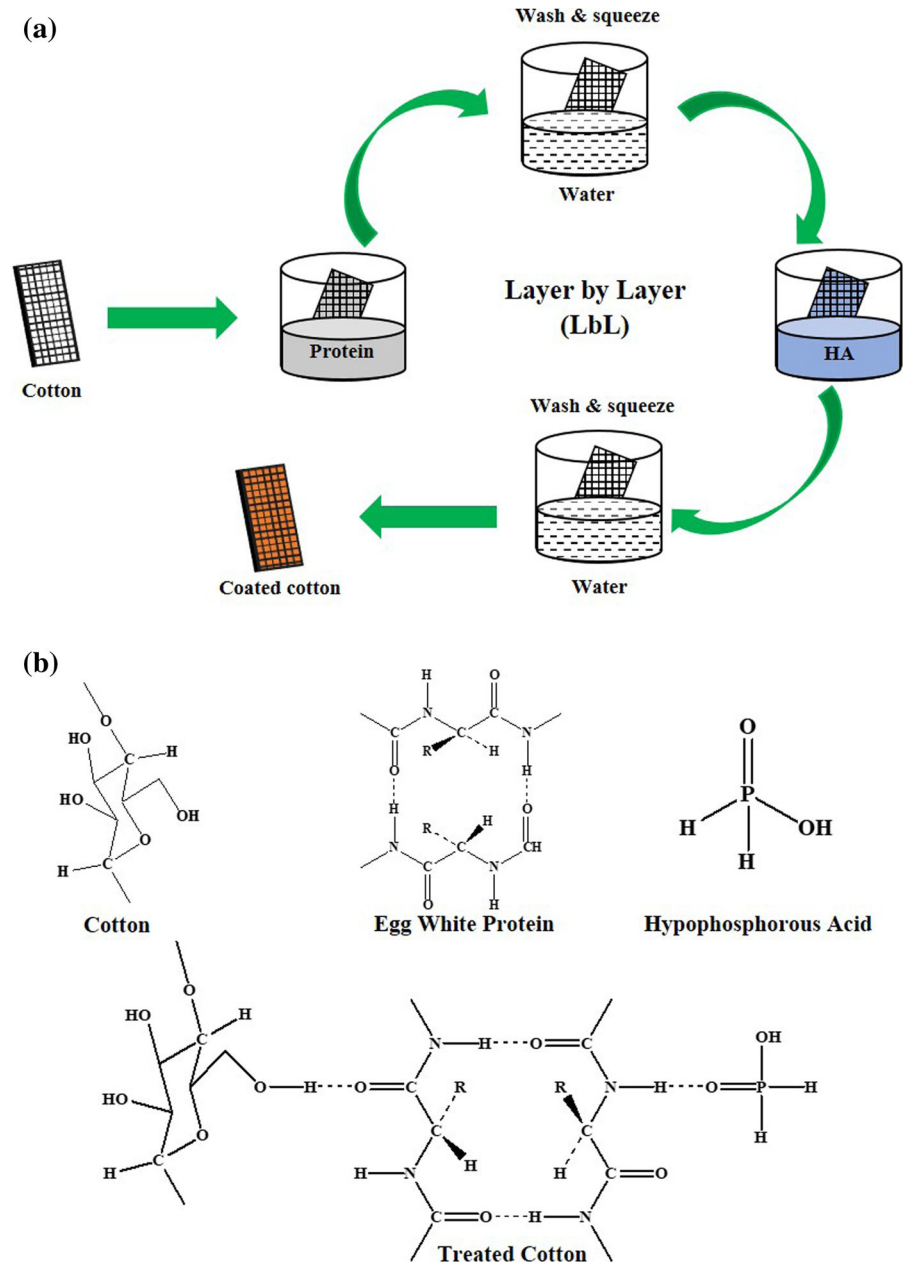 (a)
Wash & squeeze
Water
Cotton
Protein
Layer by Layer
(LbL)
HA
Wash & squeeze
Water
Coated cotton
(b)
O
HO
C
H
HO
OH
O
H
C
Cotton
H
O
N
C
C
C
N
R
H
O
H
H
O
R
H
N
C
C
N
CH
O
H
Egg White Protein
O
P
H
OH
H
Hypophosphorous Acid
O
HO
C
H
HO
O
H
O
H
C
O
C
R
C
H
H
N
C
O
N
H
O
C
R
N
H
C
H
C
O
H
N
O
P
OH
H
H
Treated Cotton